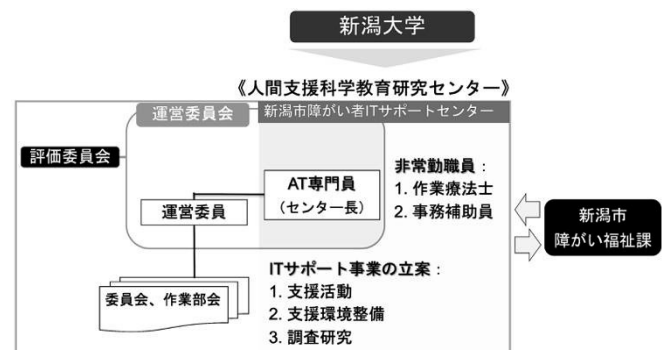 新潟大学
《人間支援科学教育研究センター》
運営委員会
新潟市障がい者ITサポートセンター
評価委員会
AT専門員
（センター長）
運営委員
非常勤職員：
1. 作業療法士
2. 事務補助員
新潟市
障がい福祉課
委員会、作業部会
ITサポート事業の立案：
1. 支援活動
2. 支援環境整備
3. 調査研究